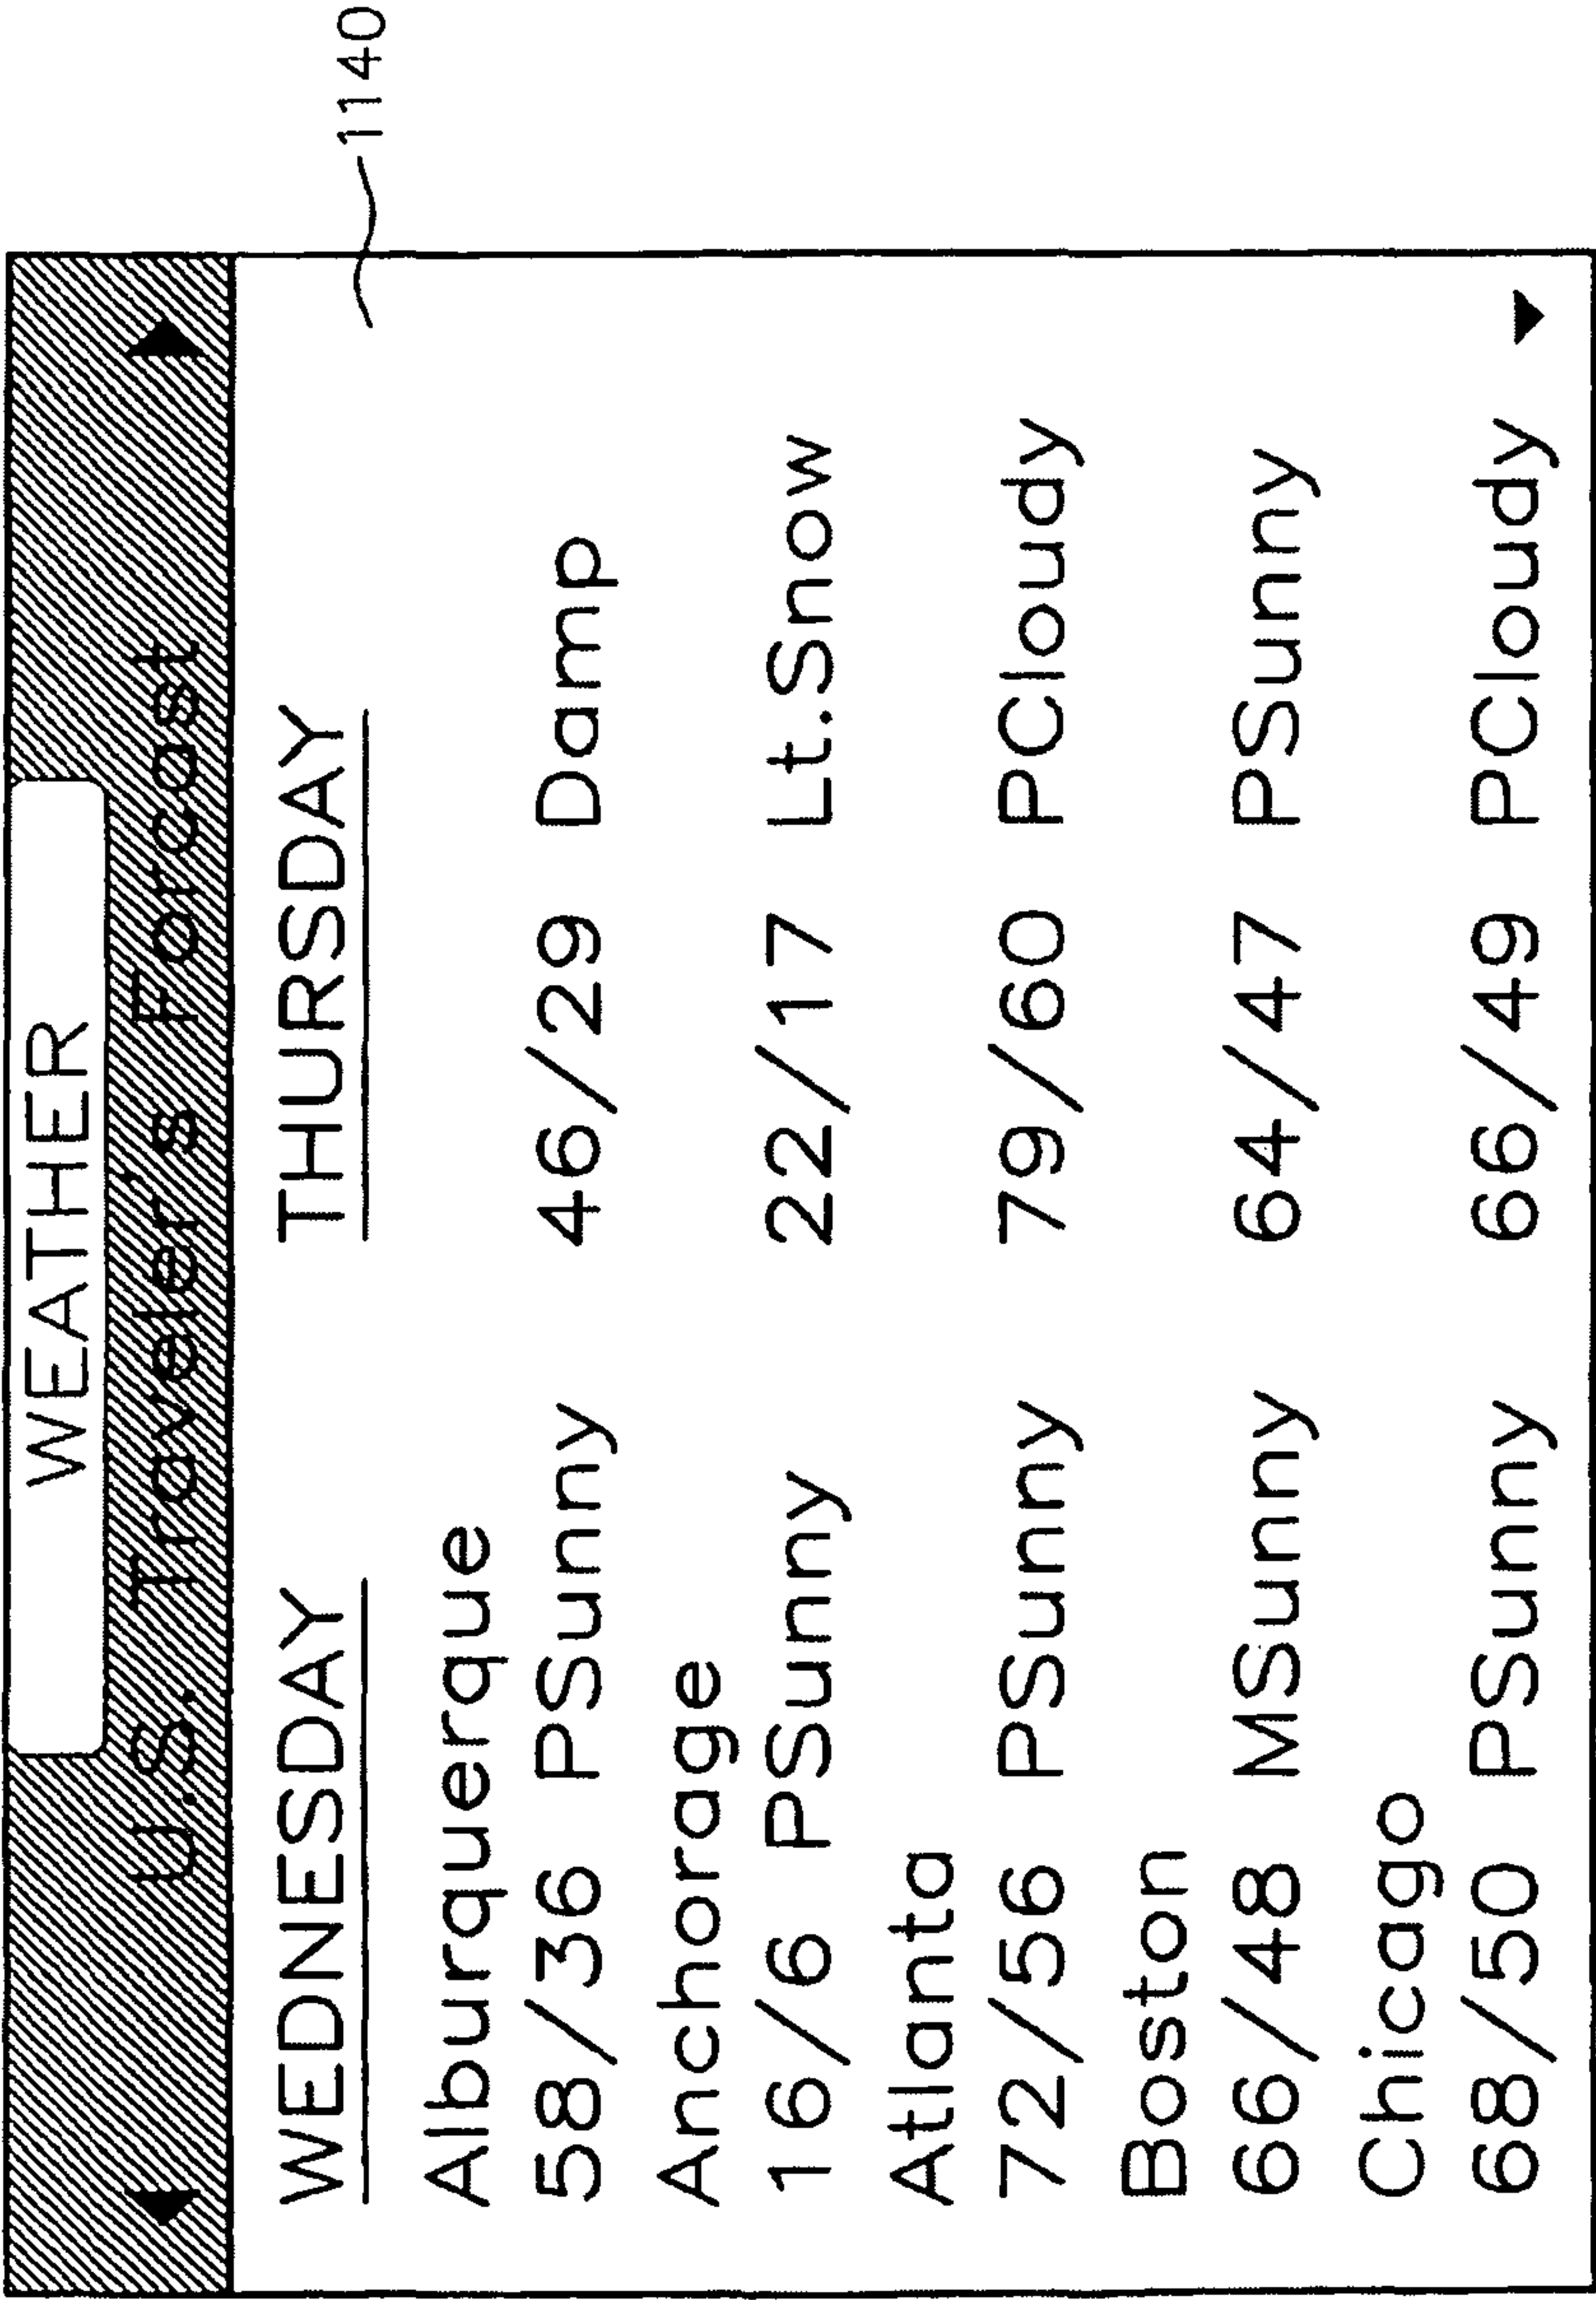 WEATHER
U.S. Traveler's Forcast
1140
WEDNESDAY THURSDAY
Alburquerque
58/36 PSunny 46/29 Damp
Anchorage
16/6 PSunny 22/17 Lt.Snow
Atlanta
72/56 PSunny 79/60 PCloudy
Boston
66/48 MSunny 64/47 PSunny
Chicago
68/50 PSunny 66/49 PCloudy